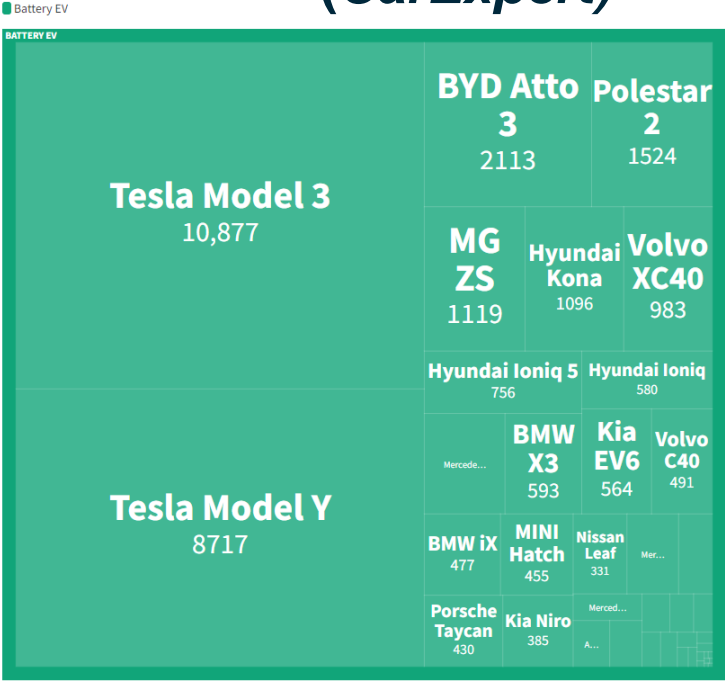 (CarExpert)
Battery EV
BATTERY EV
Tesla Model 3
10,877
Tesla Model Y
8717
BYD Atto
3
2113
Polestar
2
1524
MG
ZS
1119
Hyundai
Kona
1096
Volvo
XC40
983
Hyundai Ioniq 5
756
Hyundai Ioniq
580
Mercede...
BMW
X3
593
Kia
EV6
564
Volvo
C40
491
BMW iX
477
MINI
Hatch
455
Nissan
Leaf
331
Mer...
Porsche
Taycan
430
Kia Niro
385
Merced...
A...